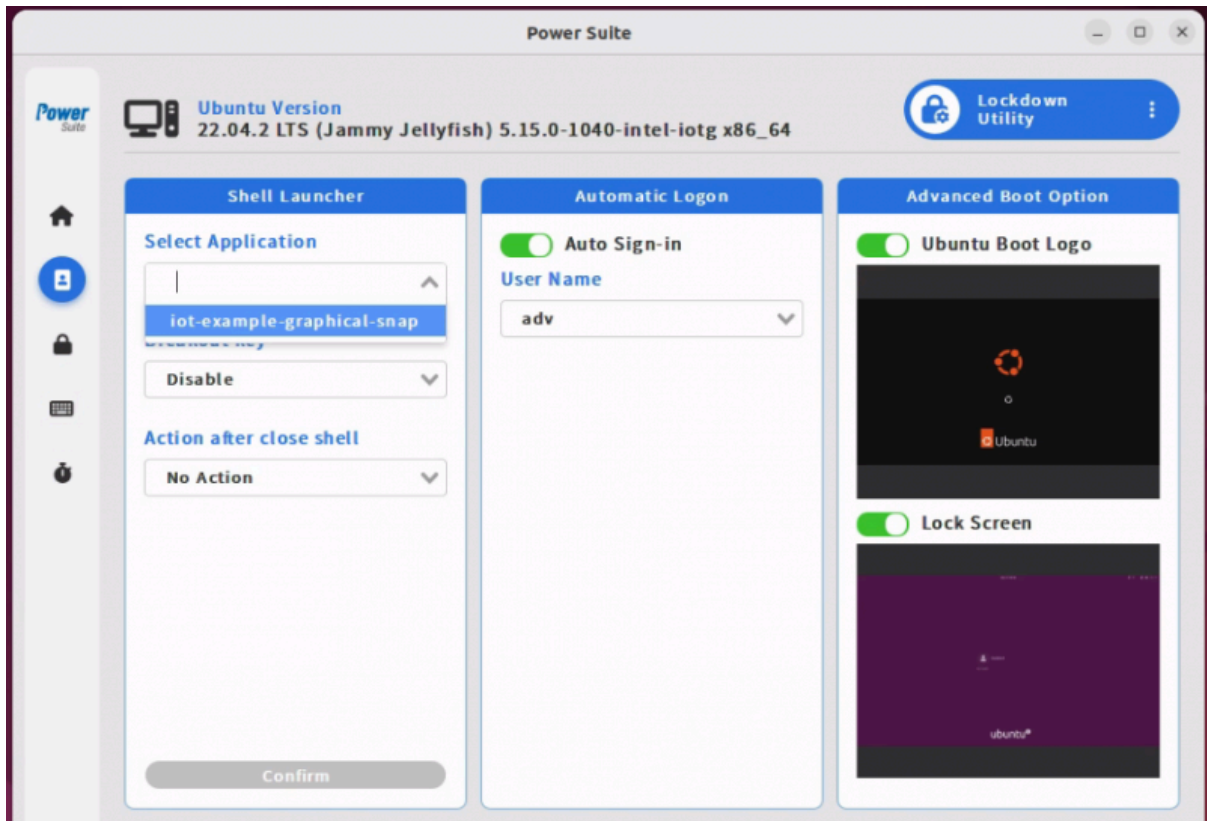 Power Suite
Power
Suite
Ubuntu Version
22.04.2 LTS (Jammy Jellyfish) 5.15.0-1040-intel-iotg x86_64
Lockdown
Utility
Shell Launcher
Select Application
iot-example-graphical-snap
Breakout Key
Disable
Action after close shell
No Action
Confirm
Automatic Logon
Auto Sign-in
User Name
adv
Advanced Boot Option
Ubuntu Boot Logo
Ubuntu
Lock Screen
ubuntu®